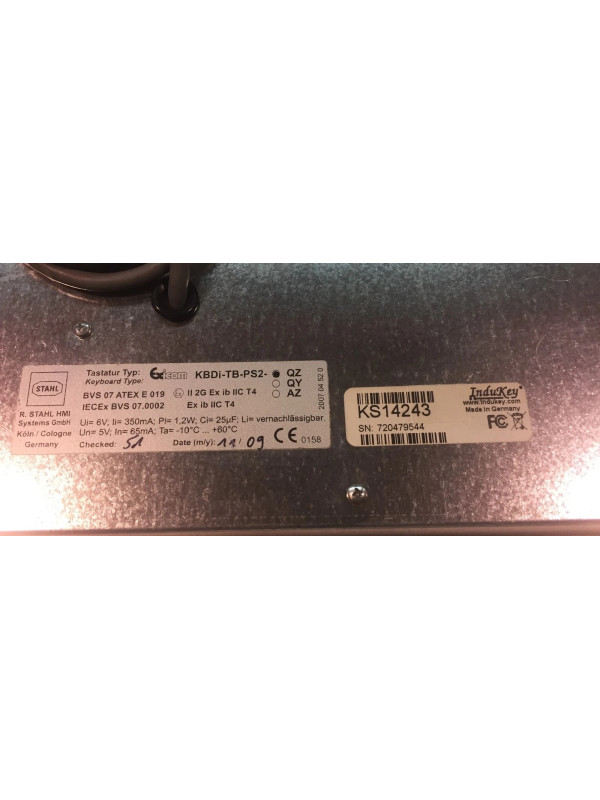 STAHL
R. STAHL HMI
Systems GmbH
Köln / Cologne
Germany
Tastatur Typ: Exicom KBDi-TB-PS2- QZ
Keyboard Type: QY
AZ
BVS 07 ATEX E 019 II 2G Ex ib IIC T4
IECEx BVS 07.0002 Ex ib IIC T4
Ui= 6V; Ii= 350mA; Pi= 1,2W; Ci= 25µF; Li= vernachlässigbar.
Un= 5V; In= 65mA; Ta= -10°C ... +60°C
Checked: 51 Date (m/y): 11/09 CE 0158
2007 04 52 0
KS14243
SN: 720479544
InduKey
www.indukey.com
Made in Germany
FC